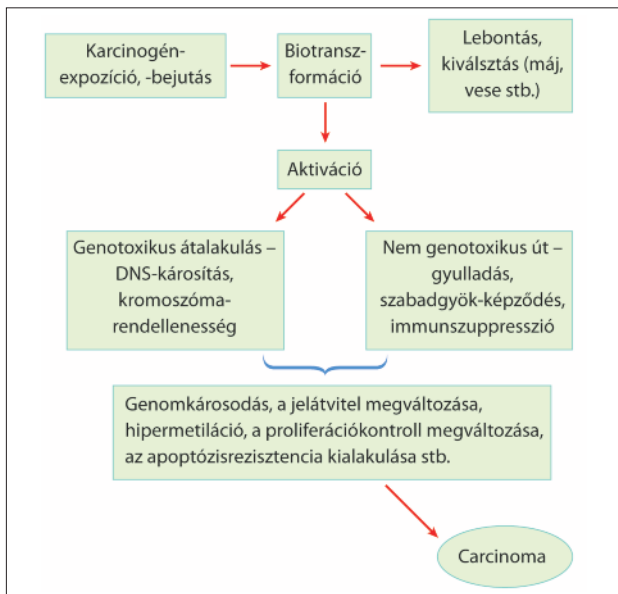 Karcinogén-
expozíció, -bejutás
Biotransz-
formáció
Lebontás,
kiválsztás (máj,
vese stb.)
Aktiváció
Genotoxikus átalakulás –
DNS-károsítás,
kromoszóma-
rendellenesség
Nem genotoxikus út –
gyulladás,
szabadgyök-képződés,
immunszuppresszió
Genomkárosodás, a jelátvitel megváltozása,
hipermetiláció, a proliferációkontroll megváltozása,
az apoptózisrezisztencia kialakulása stb.
Carcinoma